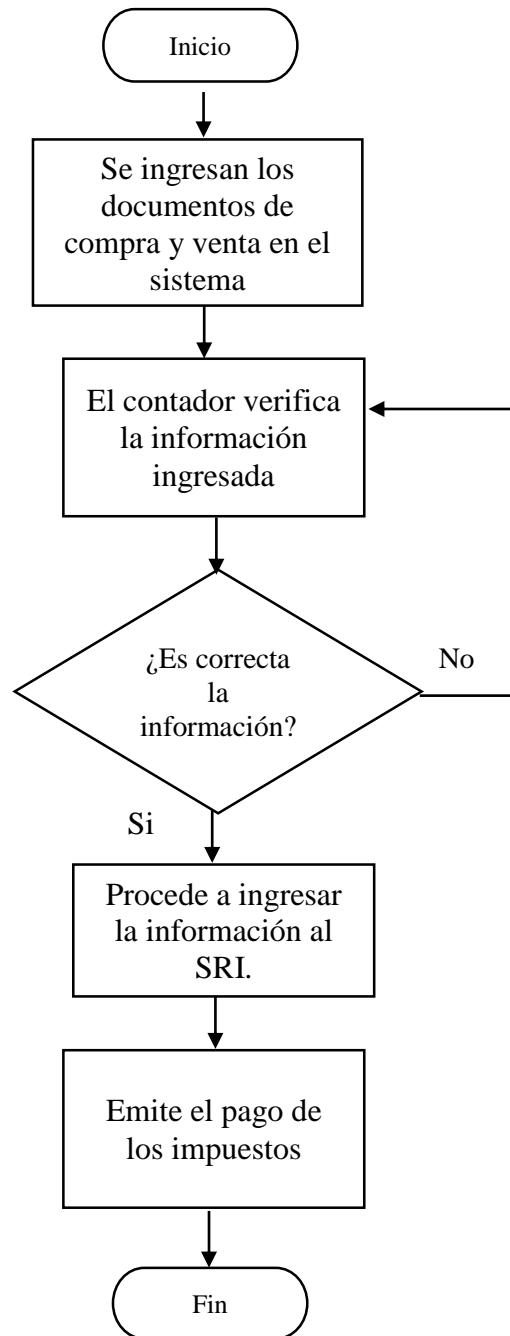 Inicio
Se ingresan los
documentos de
compra y venta en el
sistema
El contador verifica
la información
ingresada
¿Es correcta
la
información?
No
Si
Procede a ingresar
la información al
SRI.
Emite el pago de
los impuestos
Fin